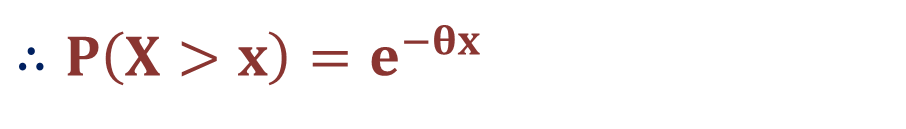 ∴ P(X > x) = e^{−θx}